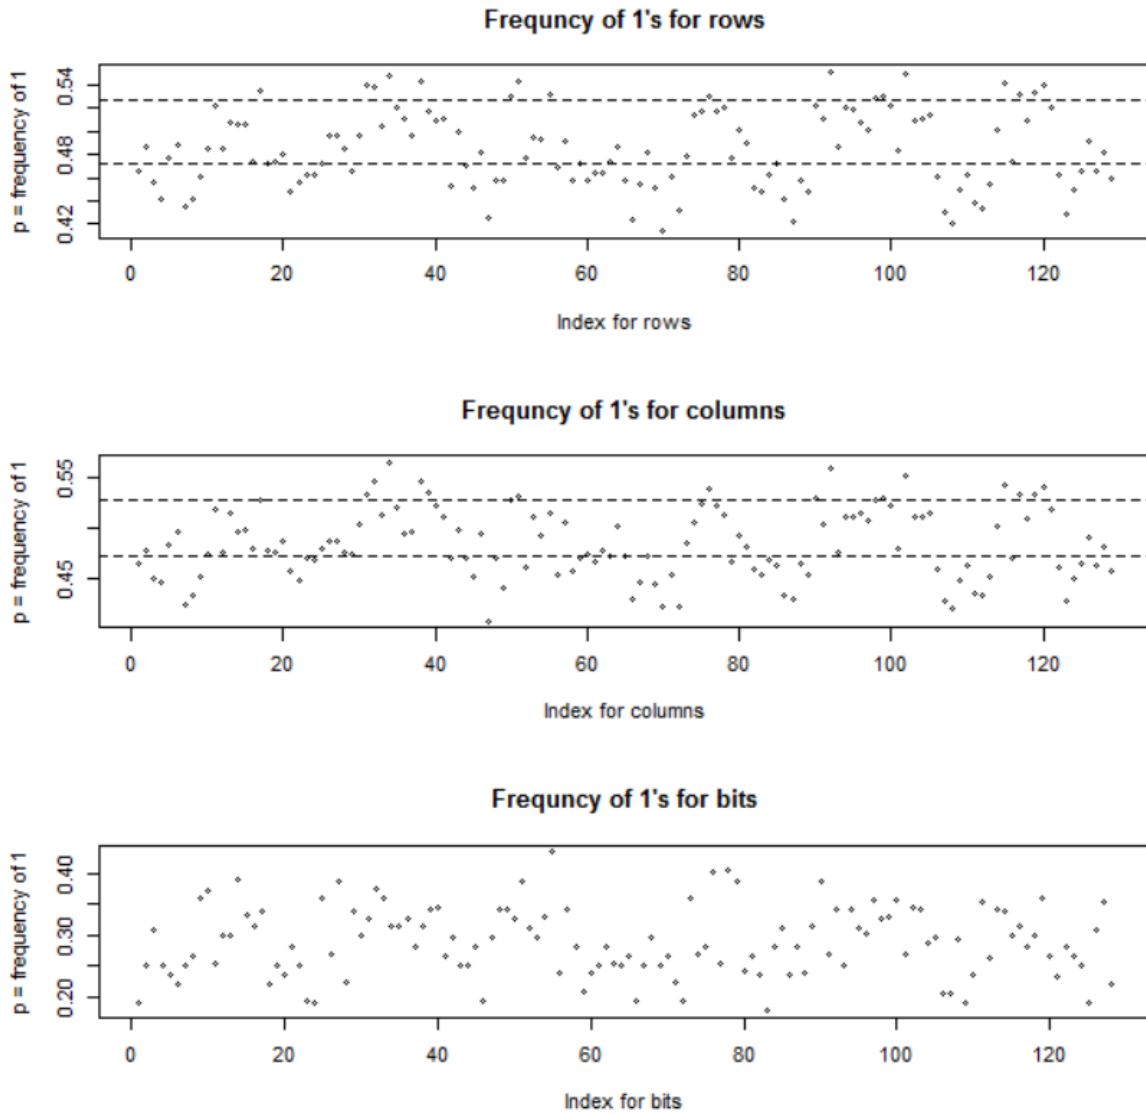 Frequncy of 1's for rows
p = frequency of 1
0.54
0.48
0.42
0 20 40 60 80 100 120
Index for rows
Frequncy of 1's for columns
p = frequency of 1
0.55
0.45
0 20 40 60 80 100 120
Index for columns
Frequncy of 1's for bits
p = frequency of 1
0.40
0.30
0.20
0 20 40 60 80 100 120
Index for bits